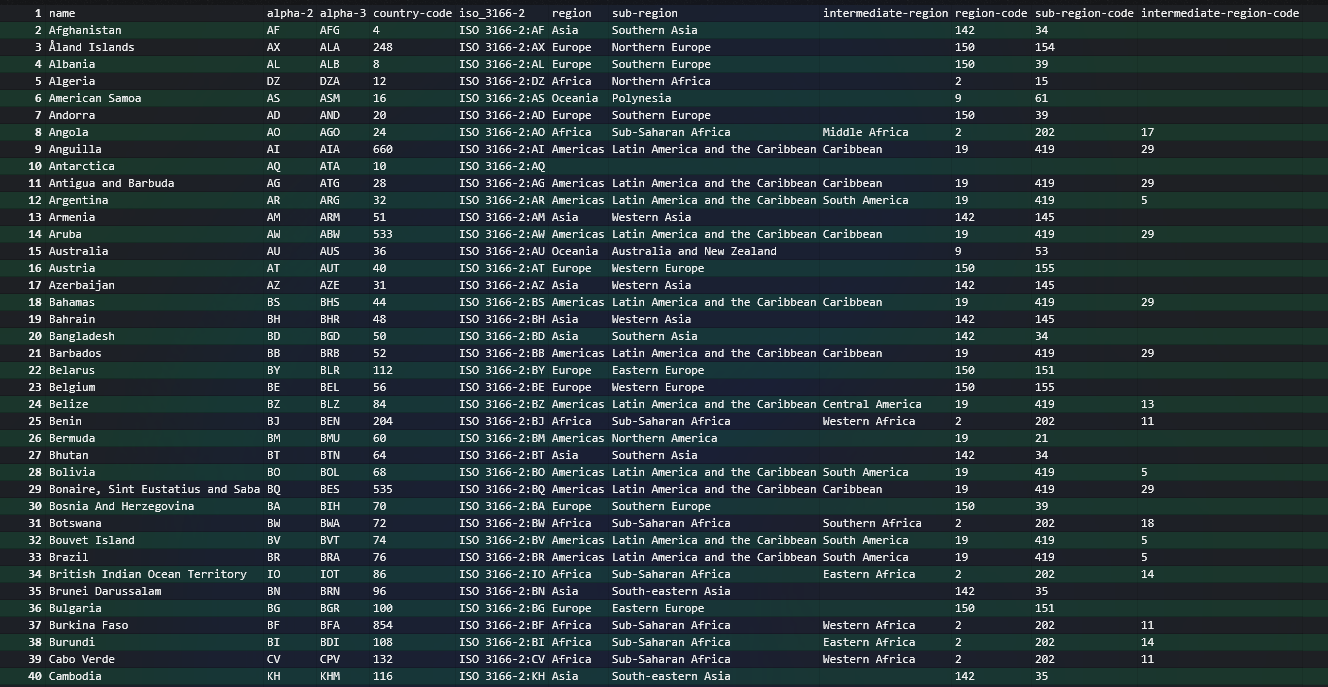 1 name alpha-2 alpha-3 country-code iso_3166-2 region sub-region intermediate-region region-code sub-region-code intermediate-region-code
2 Afghanistan AF AFG 4 ISO 3166-2:AF Asia Southern Asia 142 34
3 Åland Islands AX ALA 248 ISO 3166-2:AX Europe Northern Europe 150 154
4 Albania AL ALB 8 ISO 3166-2:AL Europe Southern Europe 150 39
5 Algeria DZ DZA 12 ISO 3166-2:DZ Africa Northern Africa 2 15
6 American Samoa AS ASM 16 ISO 3166-2:AS Oceania Polynesia 9 61
7 Andorra AD AND 20 ISO 3166-2:AD Europe Southern Europe 150 39
8 Angola AO AGO 24 ISO 3166-2:AO Africa Sub-Saharan Africa Middle Africa 2 202 17
9 Anguilla AI AIA 660 ISO 3166-2:AI Americas Latin America and the Caribbean Caribbean 19 419 29
10 Antarctica AQ ATA 10 ISO 3166-2:AQ
11 Antigua and Barbuda AG ATG 28 ISO 3166-2:AG Americas Latin America and the Caribbean Caribbean 19 419 29
12 Argentina AR ARG 32 ISO 3166-2:AR Americas Latin America and the Caribbean South America 19 419 5
13 Armenia AM ARM 51 ISO 3166-2:AM Asia Western Asia 142 145
14 Aruba AW ABW 533 ISO 3166-2:AW Americas Latin America and the Caribbean Caribbean 19 419 29
15 Australia AU AUS 36 ISO 3166-2:AU Oceania Australia and New Zealand 9 53
16 Austria AT AUT 40 ISO 3166-2:AT Europe Western Europe 150 155
17 Azerbaijan AZ AZE 31 ISO 3166-2:AZ Asia Western Asia 142 145
18 Bahamas BS BHS 44 ISO 3166-2:BS Americas Latin America and the Caribbean Caribbean 19 419 29
19 Bahrain BH BHR 48 ISO 3166-2:BH Asia Western Asia 142 145
20 Bangladesh BD BGD 50 ISO 3166-2:BD Asia Southern Asia 142 34
21 Barbados BB BRB 52 ISO 3166-2:BB Americas Latin America and the Caribbean Caribbean 19 419 29
22 Belarus BY BLR 112 ISO 3166-2:BY Europe Eastern Europe 150 151
23 Belgium BE BEL 56 ISO 3166-2:BE Europe Western Europe 150 155
24 Belize BZ BLZ 84 ISO 3166-2:BZ Americas Latin America and the Caribbean Central America 19 419 13
25 Benin BJ BEN 204 ISO 3166-2:BJ Africa Sub-Saharan Africa Western Africa 2 202 11
26 Bermuda BM BMU 60 ISO 3166-2:BM Americas Northern America 19 21
27 Bhutan BT BTN 64 ISO 3166-2:BT Asia Southern Asia 142 34
28 Bolivia BO BOL 68 ISO 3166-2:BO Americas Latin America and the Caribbean South America 19 419 5
29 Bonaire, Sint Eustatius and Saba BQ BES 535 ISO 3166-2:BQ Americas Latin America and the Caribbean Caribbean 19 419 29
30 Bosnia And Herzegovina BA BIH 70 ISO 3166-2:BA Europe Southern Europe 150 39
31 Botswana BW BWA 72 ISO 3166-2:BW Africa Sub-Saharan Africa Southern Africa 2 202 18
32 Bouvet Island BV BVT 74 ISO 3166-2:BV Americas Latin America and the Caribbean South America 19 419 5
33 Brazil BR BRA 76 ISO 3166-2:BR Americas Latin America and the Caribbean South America 19 419 5
34 British Indian Ocean Territory IO IOT 86 ISO 3166-2:IO Africa Sub-Saharan Africa Eastern Africa 2 202 14
35 Brunei Darussalam BN BRN 96 ISO 3166-2:BN Asia South-eastern Asia 142 35
36 Bulgaria BG BGR 100 ISO 3166-2:BG Europe Eastern Europe 150 151
37 Burkina Faso BF BFA 854 ISO 3166-2:BF Africa Sub-Saharan Africa Western Africa 2 202 11
38 Burundi BI BDI 108 ISO 3166-2:BI Africa Sub-Saharan Africa Eastern Africa 2 202 14
39 Cabo Verde CV CPV 132 ISO 3166-2:CV Africa Sub-Saharan Africa Western Africa 2 202 11
40 Cambodia KH KHM 116 ISO 3166-2:KH Asia South-eastern Asia 142 35